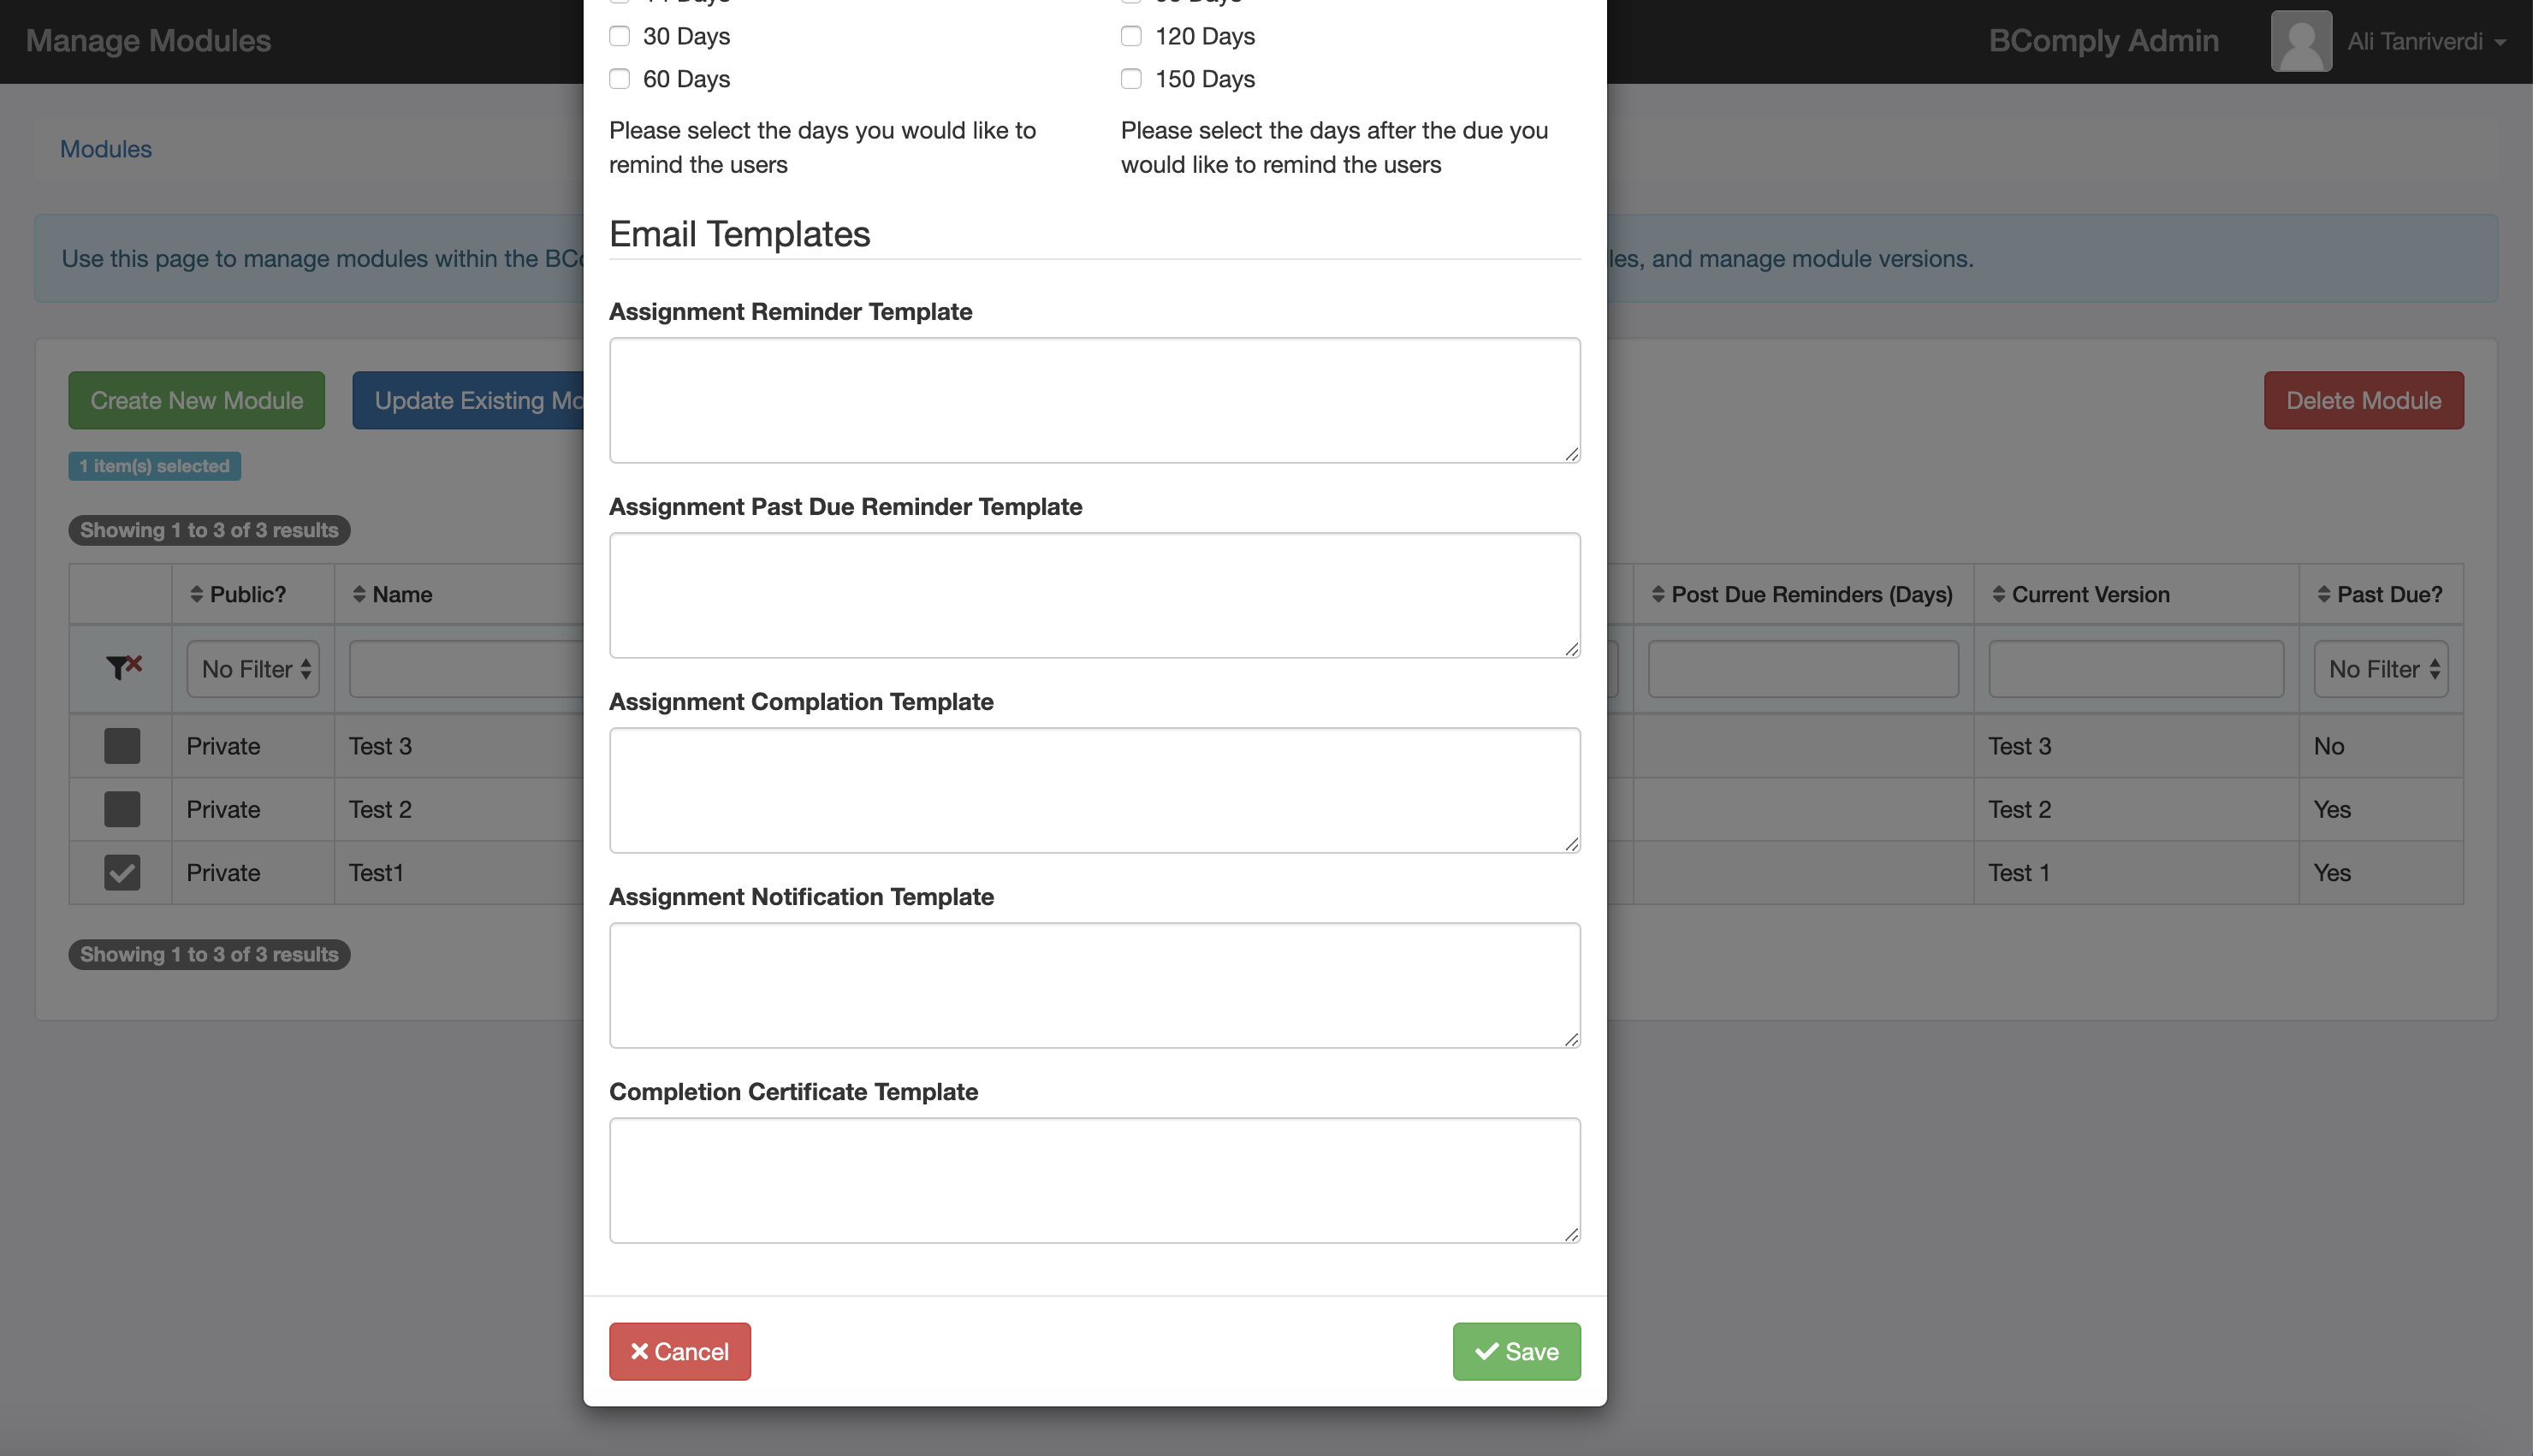 Manage Modules
BComply Admin
Ali Tanriverdi
30 Days
120 Days
60 Days
150 Days
Please select the days you would like to
remind the users
Please select the days after the due you
would like to remind the users
Modules
Email Templates
Use this page to manage modules within the BCo
les, and manage module versions.
Assignment Reminder Template
Create New Module
Update Existing Mo
Delete Module
1 item(s) selected
Assignment Past Due Reminder Template
Showing 1 to 3 of 3 results
Public?
Name
Post Due Reminders (Days)
Current Version
Past Due?
No Filter
No Filter
Assignment Complation Template
Private
Test 3
Test 3
No
Private
Test 2
Test 2
Yes
Private
Test1
Test 1
Yes
Assignment Notification Template
Showing 1 to 3 of 3 results
Completion Certificate Template
Cancel
Save